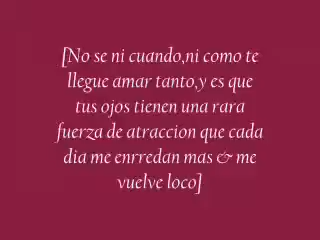 [No se ni cuando,ni como te
llegue amar tanto,y es que
tus ojos tienen una rara
fuerza de atraccion que cada
dia me enrredan mas & me
vuelve loco]